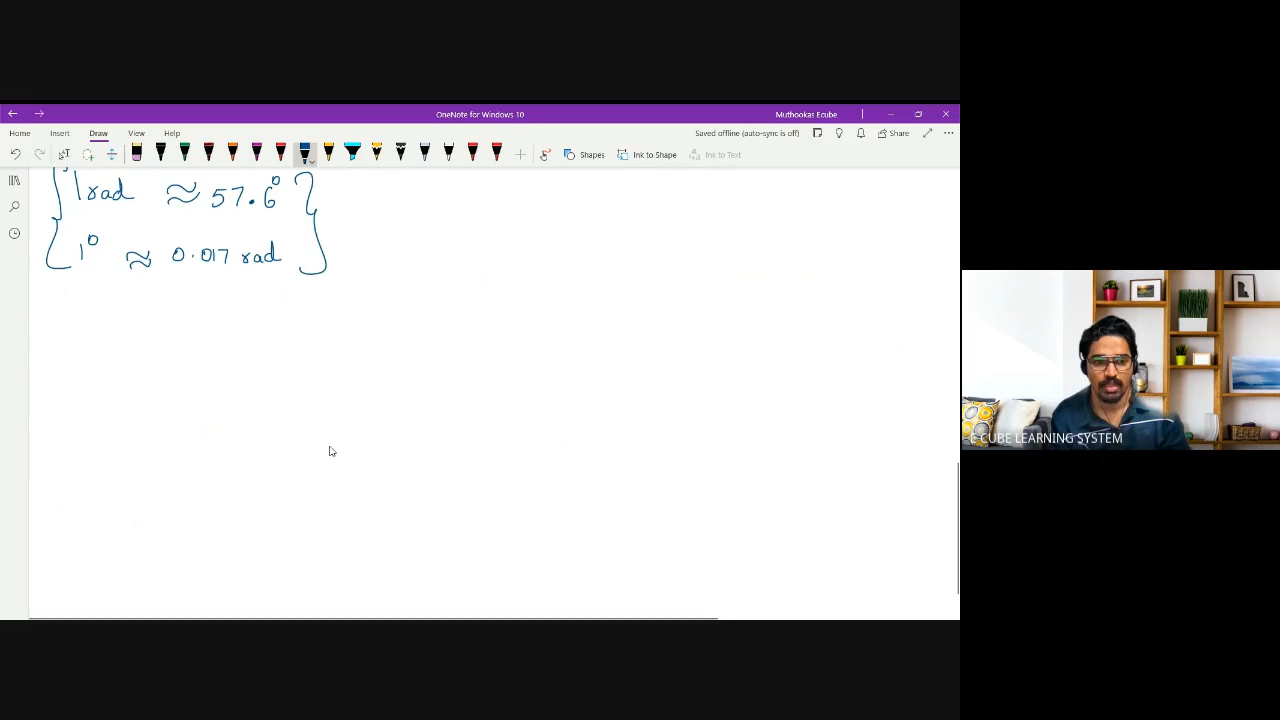 OneNote for Windows 10
Muthookas Ecube
Home Insert Draw View Help
Saved offline (auto-sync is off)
Share
Shapes
Ink to Shape
Ink to Text
1 rad ≈ 57.6°
1° ≈ 0.017 rad
E CUBE LEARNING SYSTEM